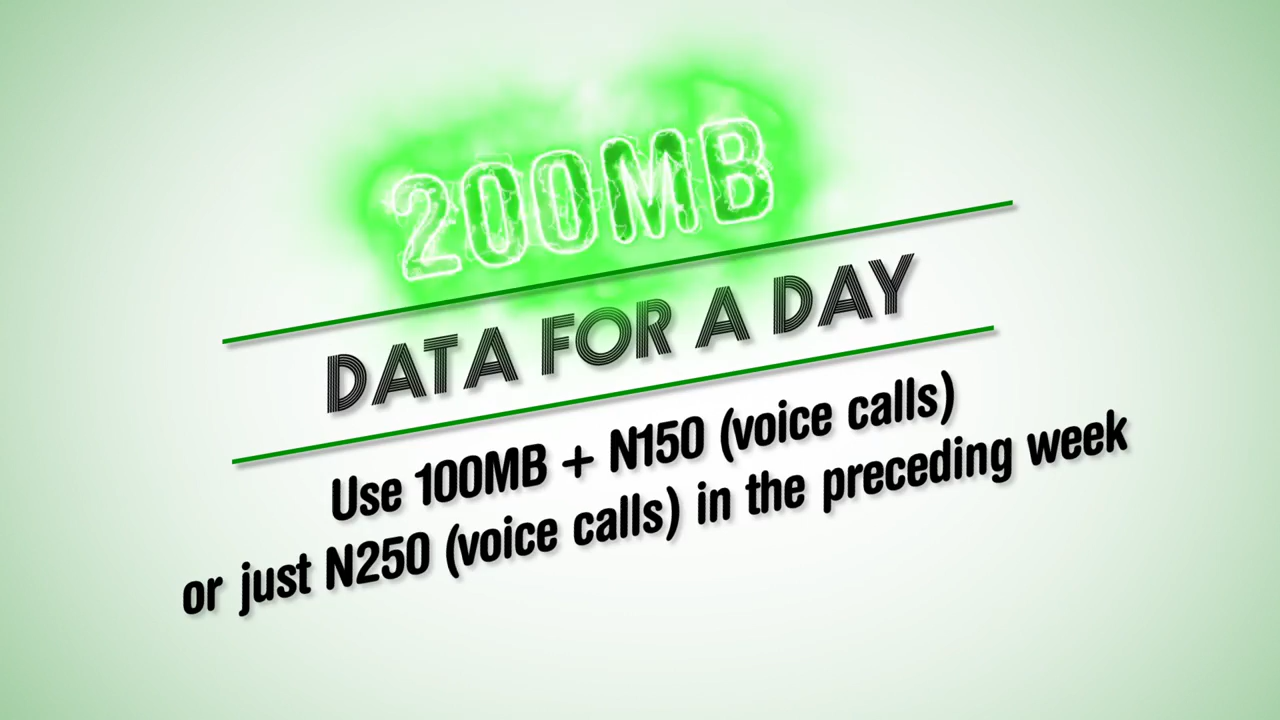 200MB
DATA FOR A DAY
Use 100MB + N150 (voice calls)
or just N250 (voice calls) in the preceding week